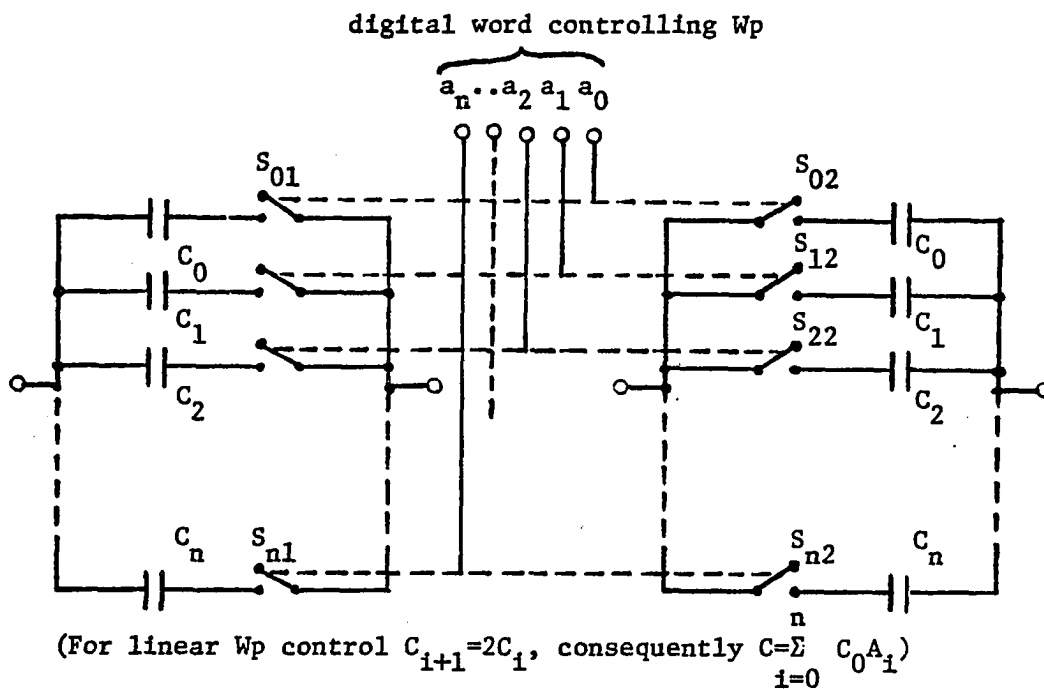 digital word controlling Wp
a_n..a_2 a_1 a_0
S_01 S_02
C_0 S_12 C_0
C_1 S_22 C_1
C_2 C_2
C_n S_n1 S_n2 C_n
n
(For linear Wp control C_i+1=2C_i, consequently C=Σ C_0A_i)
i=0